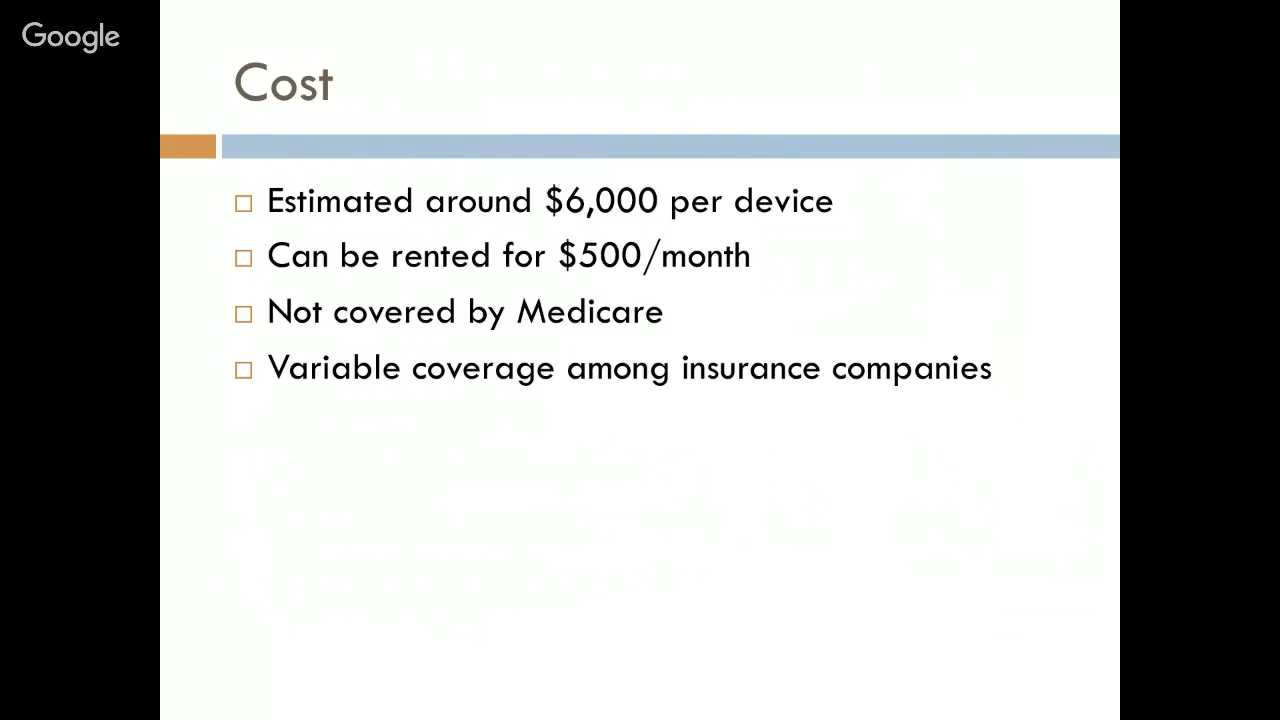 Google
Cost
Estimated around $6,000 per device
Can be rented for $500/month
Not covered by Medicare
Variable coverage among insurance companies